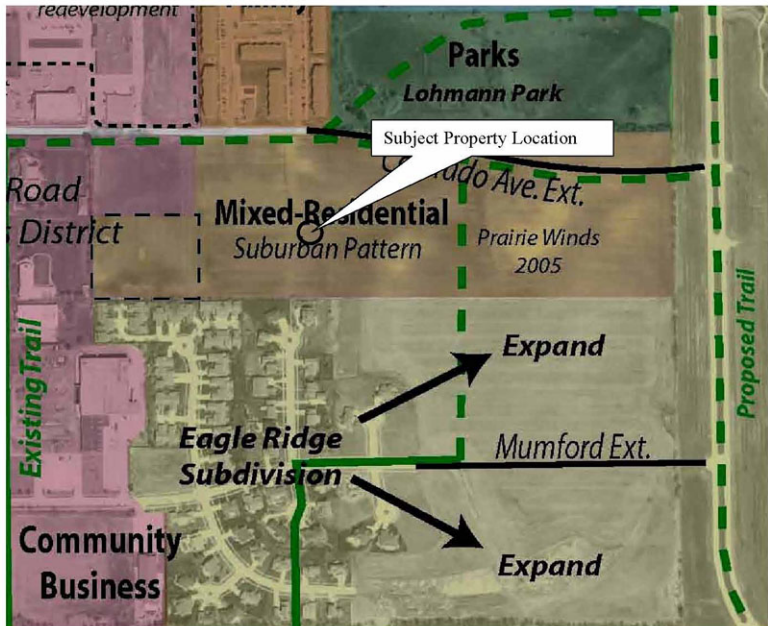 redevelopment
Parks
Lohmann Park
Subject Property Location
Ave. Ext.
Road
District
Mixed-Residential
Suburban Pattern
Prairie Winds
2005
Existing Trail
Proposed Trail
Expand
Eagle Ridge
Subdivision
Mumford Ext.
Community
Business
Expand